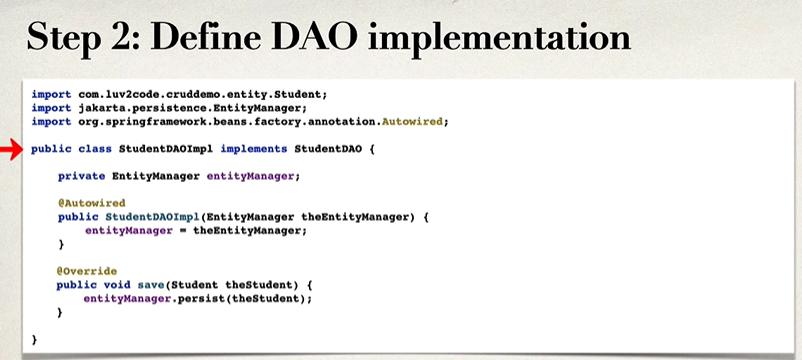 Step 2: Define DAO implementation
import com.luv2code.cruddemo.entity.Student;
import jakarta.persistence.EntityManager;
import org.springframework.beans.factory.annotation.Autowired;
public class StudentDAOImpl implements StudentDAO {
private EntityManager entityManager;
@Autowired
public StudentDAOImpl(EntityManager theEntityManager) {
entityManager = theEntityManager;
}
@Override
public void save(Student theStudent) {
entityManager.persist(theStudent);
}
}